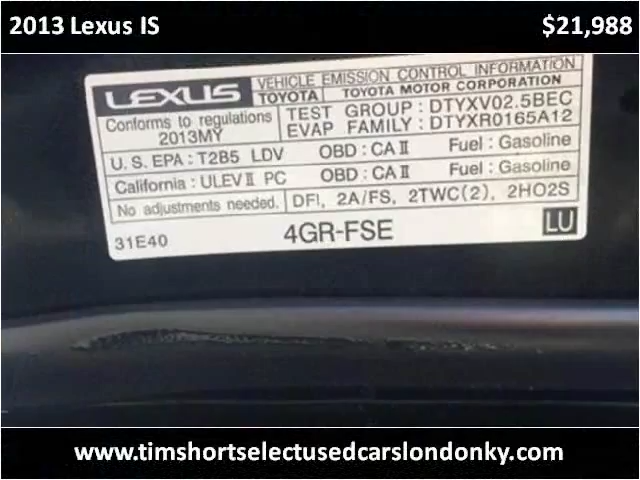 2013 Lexus IS $21,988
LEXUS VEHICLE EMISSION CONTROL INFORMATION
TOYOTA TOYOTA MOTOR CORPORATION
Conforms to regulations TEST GROUP : DTYXV02.5BEC
2013MY EVAP FAMILY : DTYXR0165A12
U.S. EPA : T2B5 LDV OBD : CA II Fuel : Gasoline
California : ULEV II PC OBD : CA II Fuel : Gasoline
No adjustments needed. DFI, 2A/FS, 2TWC(2), 2HO2S
31E40 4GR-FSE LU
www.timshortselectusedcarslondonky.com